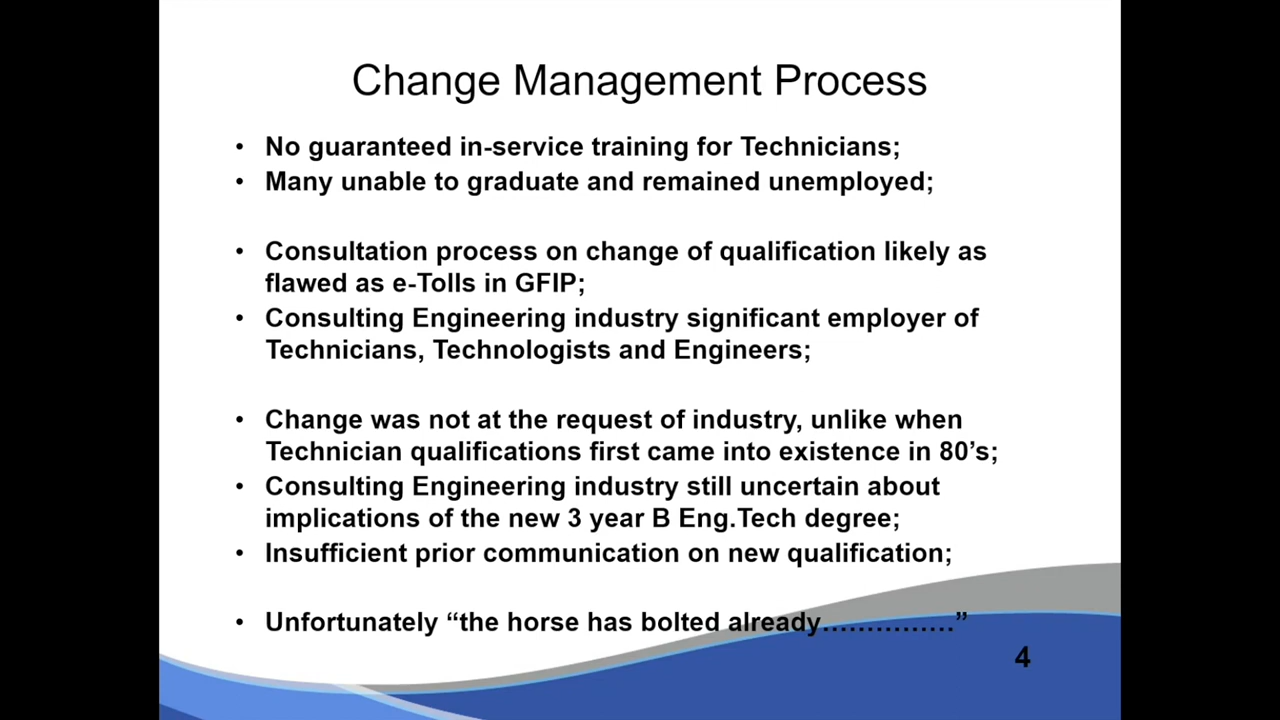 Change Management Process
• No guaranteed in-service training for Technicians;
• Many unable to graduate and remained unemployed;
• Consultation process on change of qualification likely as
flawed as e-Tolls in GFIP;
• Consulting Engineering industry significant employer of
Technicians, Technologists and Engineers;
• Change was not at the request of industry, unlike when
Technician qualifications first came into existence in 80’s;
• Consulting Engineering industry still uncertain about
implications of the new 3 year B Eng.Tech degree;
• Insufficient prior communication on new qualification;
• Unfortunately “the horse has bolted already……………”
4